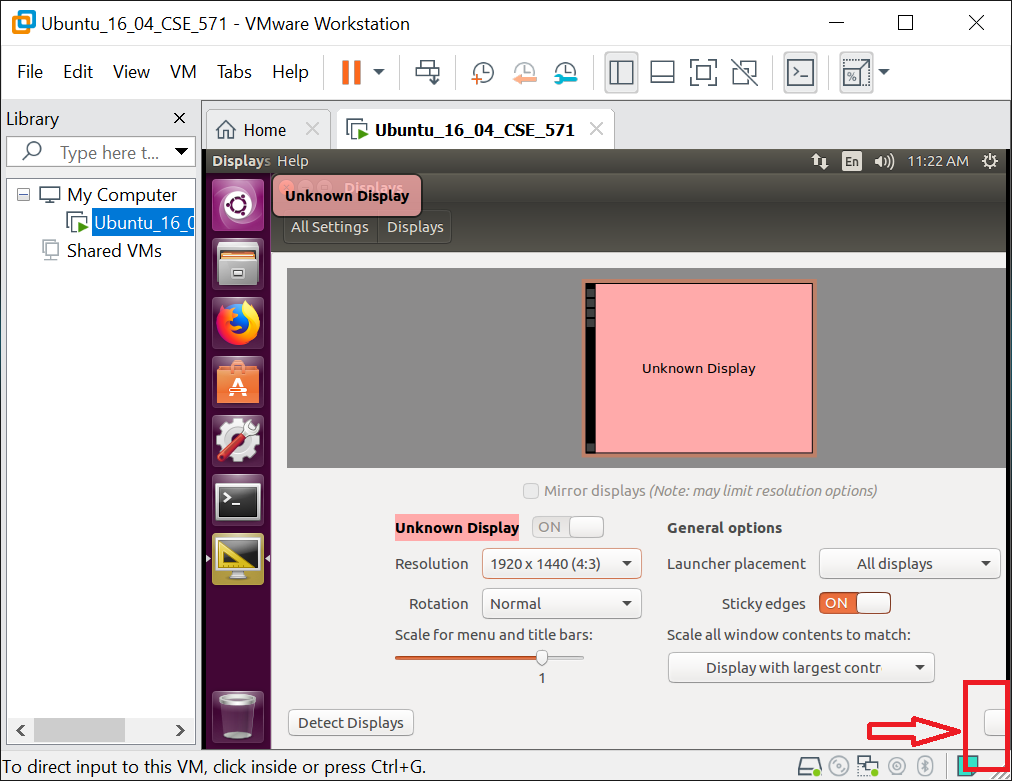 Ubuntu_16_04_CSE_571 - VMware Workstation
File Edit View VM Tabs Help
Library
Type here t...
My Computer
Ubuntu_16_0
Shared VMs
Home
Ubuntu_16_04_CSE_571
Displays Help
En
11:22 AM
Displays
Unknown Display
All Settings Displays
Unknown Display
Mirror displays (Note: may limit resolution options)
Unknown Display ON
General options
Resolution 1920 x 1440 (4:3)
Launcher placement All displays
Rotation Normal
Sticky edges ON
Scale for menu and title bars:
Scale all window contents to match:
1
Display with largest contr
Detect Displays
To direct input to this VM, click inside or press Ctrl+G.